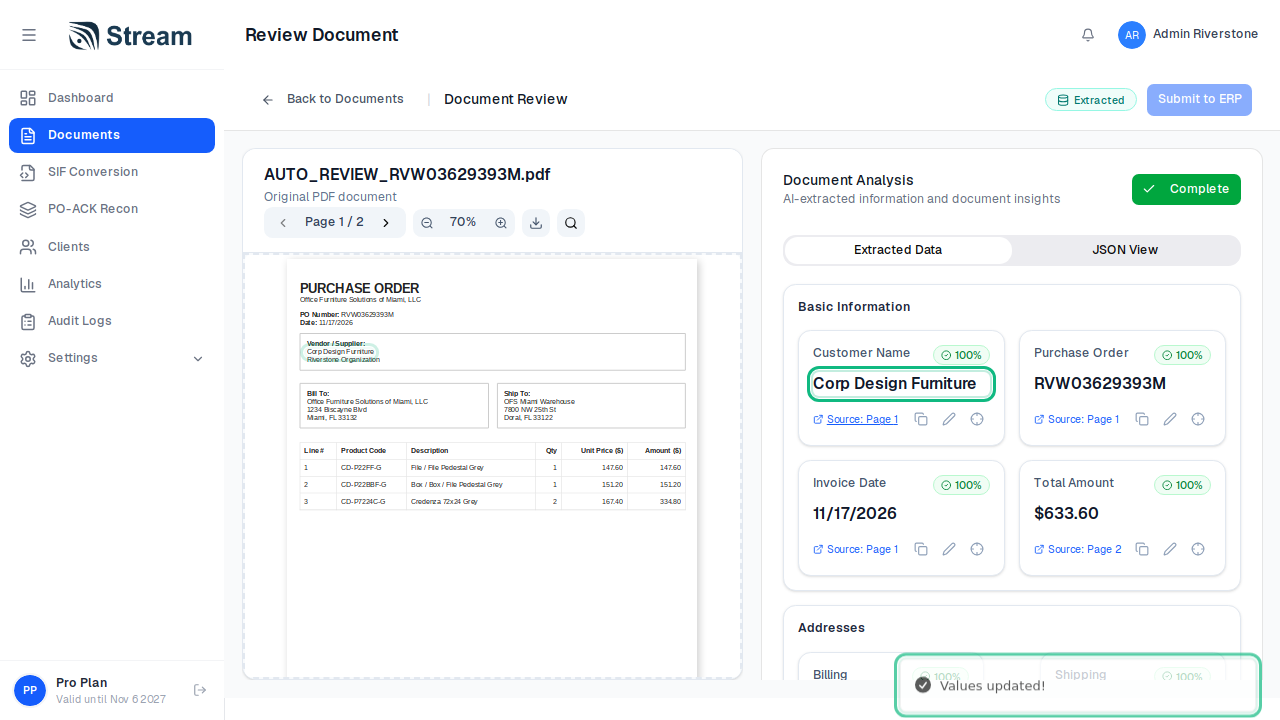 Stream
Review Document
AR
Admin Riverstone
Dashboard
Documents
SIF Conversion
PO-ACK Recon
Clients
Analytics
Audit Logs
Settings
PP
Pro Plan
Valid until Nov 6 2027
Back to Documents
Document Review
Extracted
Submit to ERP
AUTO_REVIEW_RVW03629393M.pdf
Original PDF document
Page 1 / 2
70%
PURCHASE ORDER
Office Furniture Solutions of Miami, LLC
PO Number: RVW03629393M
Date: 11/17/2026
Vendor / Supplier:
Corp Design Furniture
Riverstone Organization
Bill To:
Office Furniture Solutions of Miami, LLC
1234 Biscayne Blvd
Miami, FL 33132
Ship To:
OFS Miami Warehouse
7800 NW 25th St
Doral, FL 33122
Line # Product Code Description Qty Unit Price ($) Amount ($)
1 CD-P22FF-G File / File Pedestal Grey 1 147.60 147.60
2 CD-P22BBF-G Box / Box / File Pedestal Grey 1 151.20 151.20
3 CD-P7224C-G Credenza 72x24 Grey 2 167.40 334.80
Document Analysis
AI-extracted information and document insights
Complete
Extracted Data
JSON View
Basic Information
Customer Name
100%
Corp Design Furniture
Source: Page 1
Purchase Order
100%
RVW03629393M
Source: Page 1
Invoice Date
100%
11/17/2026
Source: Page 1
Total Amount
100%
$633.60
Source: Page 2
Addresses
Billing
100%
Shipping
100%
Values updated!